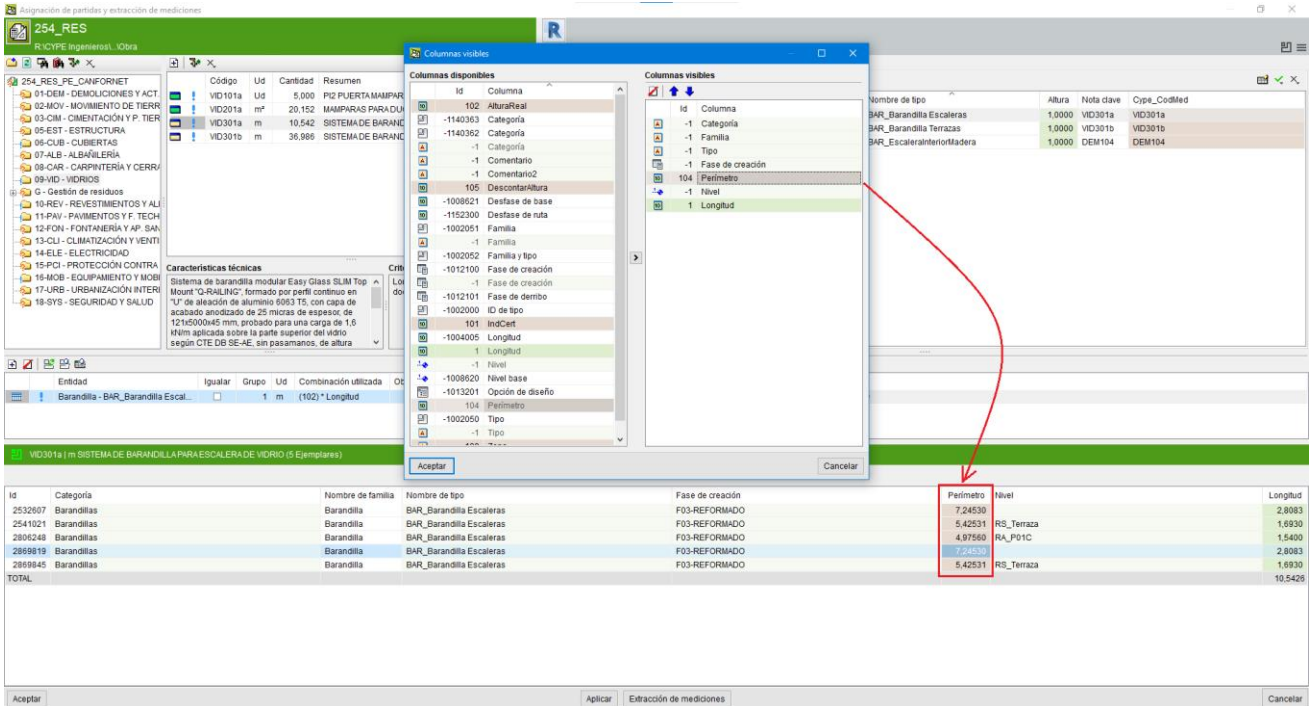 Asignación de partidas y extracción de mediciones
254_RES
R:\CYPE Ingenieros\...\Obra
254_RES_PE_CANFORNET
01-DEM - DEMOLICIONES Y ACT.
02-MOV - MOVIMIENTO DE TIERR
03-CIM - CIMENTACIÓN Y P. TIER
05-EST - ESTRUCTURA
06-CUB - CUBIERTAS
07-ALB - ALBAÑILERÍA
08-CAR - CARPINTERÍA Y CERRA
09-VID - VIDRIOS
G - Gestión de residuos
10-REV - REVESTIMIENTOS Y ALI
11-PAV - PAVIMENTOS Y F. TECH
12-FON - FONTANERÍA Y AP. SAN
13-CLI - CLIMATIZACIÓN Y VENTI
14-ELE - ELECTRICIDAD
15-PCI - PROTECCIÓN CONTRA
16-MOB - EQUIPAMIENTO Y MOBI
17-URB - URBANIZACIÓN INTERI
18-SYS - SEGURIDAD Y SALUD
Código Ud Cantidad Resumen
VID101a Ud 5,000 PI2 PUERTA MAMPAR
VID201a m² 20,152 MAMPARAS PARA DU
VID301a m 10,542 SISTEMA DE BARAND
VID301b m 36,986 SISTEMA DE BARAND
Características técnicas
Sistema de barandilla modular Easy Glass SLIM Top
Mount "Q-RAILING", formado por perfil continuo en
"U" de aleación de aluminio 6063 T5, con capa de
acabado anodizado de 25 micras de espesor, de
121x5000x45 mm, probado para una carga de 1,6
kN/m aplicada sobre la parte superior del vidrio
según CTE DB SE-AE, sin pasamanos, de altura
Columnas visibles
Columnas disponibles
Id Columna
102 AlturaReal
-1140363 Categoría
-1140362 Categoría
-1 Categoría
-1 Comentario
-1 Comentario2
105 DescontarAltura
-1008621 Desfase de base
-1152300 Desfase de ruta
-1002051 Familia
-1 Familia
-1002052 Familia y tipo
-1012100 Fase de creación
-1 Fase de creación
-1012101 Fase de derribo
-1002000 ID de tipo
101 IndCert
-1004005 Longitud
1 Longitud
-1 Nivel
-1008620 Nivel base
-1013201 Opción de diseño
104 Perímetro
-1002050 Tipo
-1 Tipo
Columnas visibles
Id Columna
-1 Categoría
-1 Familia
-1 Tipo
-1 Fase de creación
104 Perímetro
-1 Nivel
1 Longitud
Aceptar Cancelar
Nombre de tipo Altura Nota clave Cype_CodMed
BAR_Barandilla Escaleras 1,0000 VID301a VID301a
BAR_Barandilla Terrazas 1,0000 VID301b VID301b
BAR_EscaleraInteriorMadera 1,0000 DEM104 DEM104
Entidad Igualar Grupo Ud Combinación utilizada
Barandilla - BAR_Barandilla Escal... 1 m (102) * Longitud
VID301a | m SISTEMA DE BARANDILLA PARA ESCALERA DE VIDRIO (5 Ejemplares)
Id Categoría Nombre de familia Nombre de tipo Fase de creación Perímetro Nivel Longitud
2532607 Barandillas Barandilla BAR_Barandilla Escaleras F03-REFORMADO 7,24530 2,8083
2541021 Barandillas Barandilla BAR_Barandilla Escaleras F03-REFORMADO 5,42531 RS_Terraza 1,6930
2806248 Barandillas Barandilla BAR_Barandilla Escaleras F03-REFORMADO 4,97560 RA_P01C 1,5400
2869819 Barandillas Barandilla BAR_Barandilla Escaleras F03-REFORMADO 7,24530 2,8083
2869845 Barandillas Barandilla BAR_Barandilla Escaleras F03-REFORMADO 5,42531 RS_Terraza 1,6930
TOTAL 10,5426
Aceptar Aplicar Extracción de mediciones Cancelar